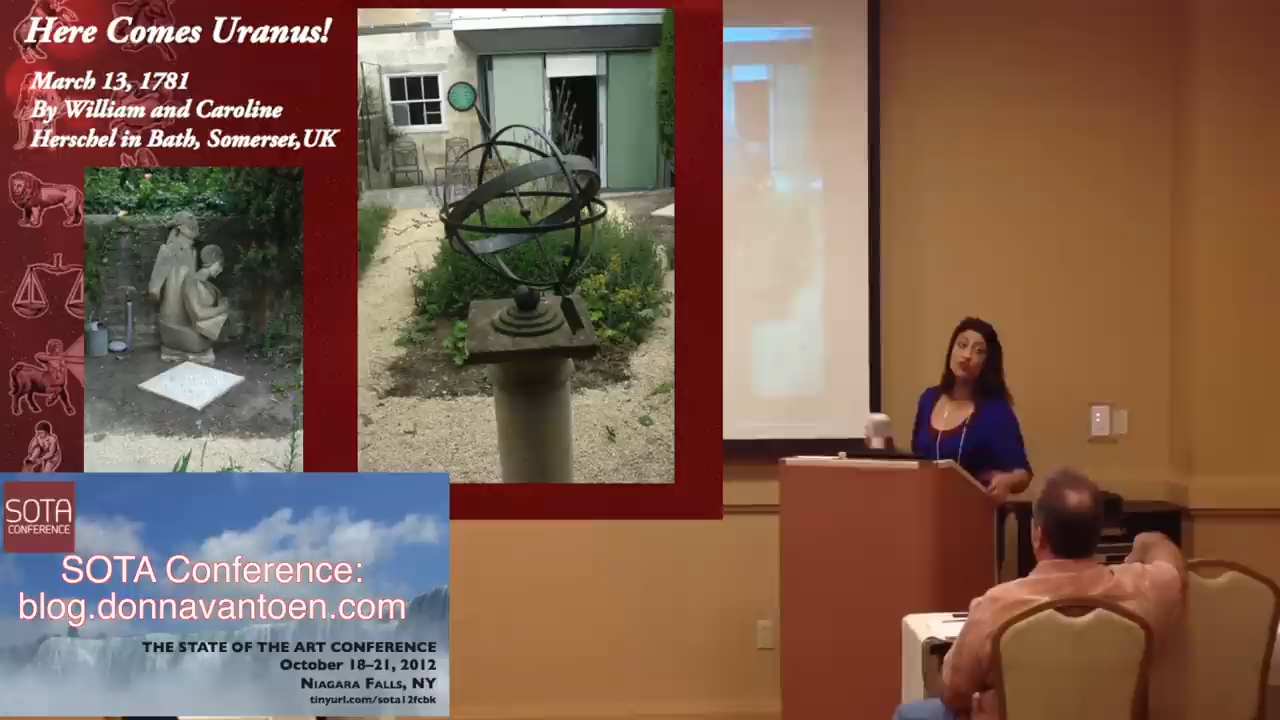 Here Comes Uranus!
March 13, 1781
By William and Caroline
Herschel in Bath, Somerset,UK
SOTA
CONFERENCE
SOTA Conference:
blog.donnavantoen.com
THE STATE OF THE ART CONFERENCE
October 18–21, 2012
NIAGARA FALLS, NY
tinyurl.com/sota12fcbk